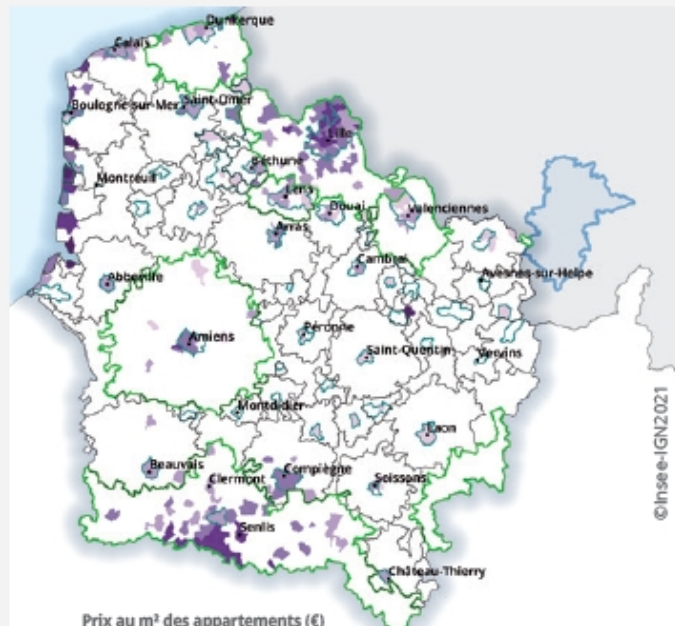 Dunkerque
Calais
Boulogne-sur-Mer
Saint-Omer
Lille
Béthune
Montreuil
Lens
Douai
Valenciennes
Arras
Cambrai
Avesnes-sur-Helpe
Abbeville
Amiens
Péronne
Saint-Quentin
Vervins
Montdidier
Laon
Beauvais
Compiègne
Clermont
Soissons
Senlis
Château-Thierry
©Insee-IGN2021
Prix au m² des appartements (€)